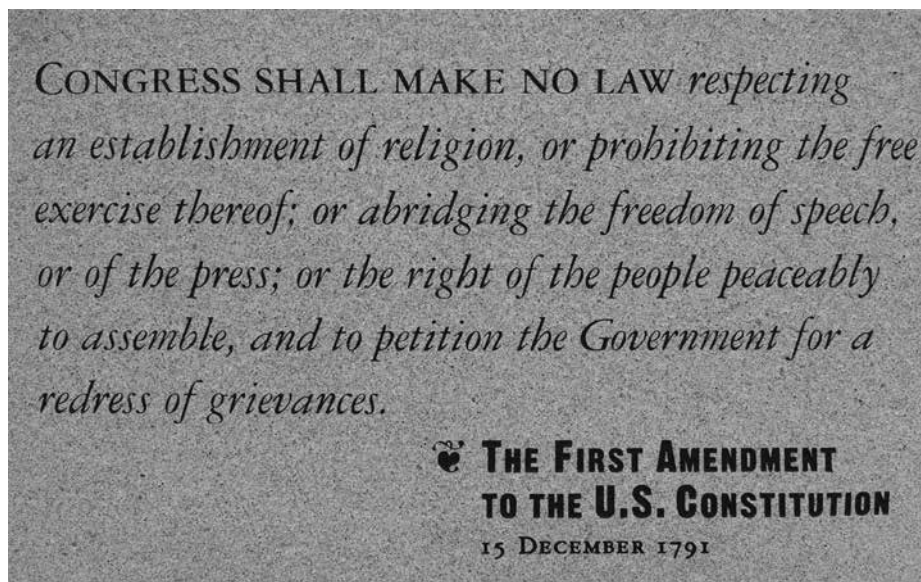 CONGRESS SHALL MAKE NO LAW respecting
an establishment of religion, or prohibiting the free
exercise thereof; or abridging the freedom of speech,
or of the press; or the right of the people peaceably
to assemble, and to petition the Government for a
redress of grievances.
❦ THE FIRST AMENDMENT
TO THE U.S. CONSTITUTION
15 DECEMBER 1791